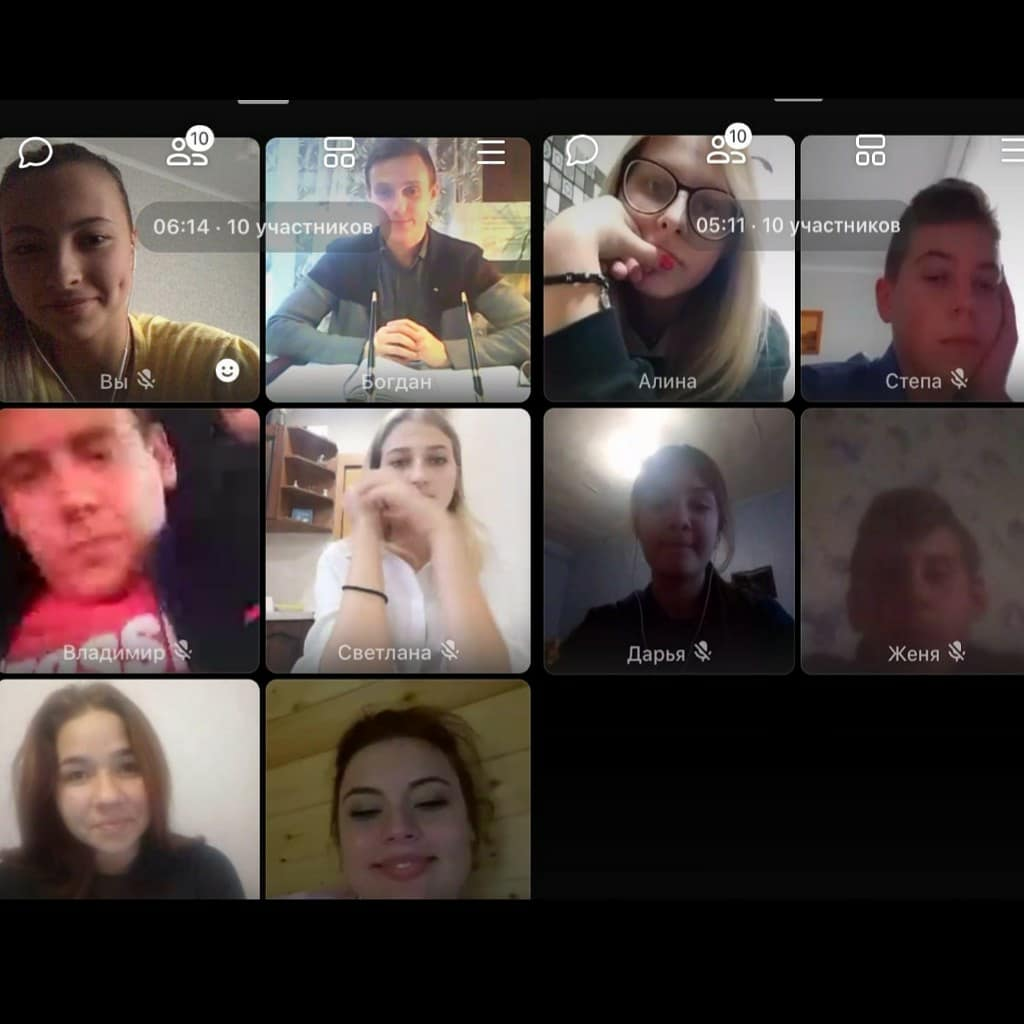 10
06:14 · 10 участников
Вы
Богдан
Владимир
Светлана
10
05:11 · 10 участников
Алина
Степа
Дарья
Женя